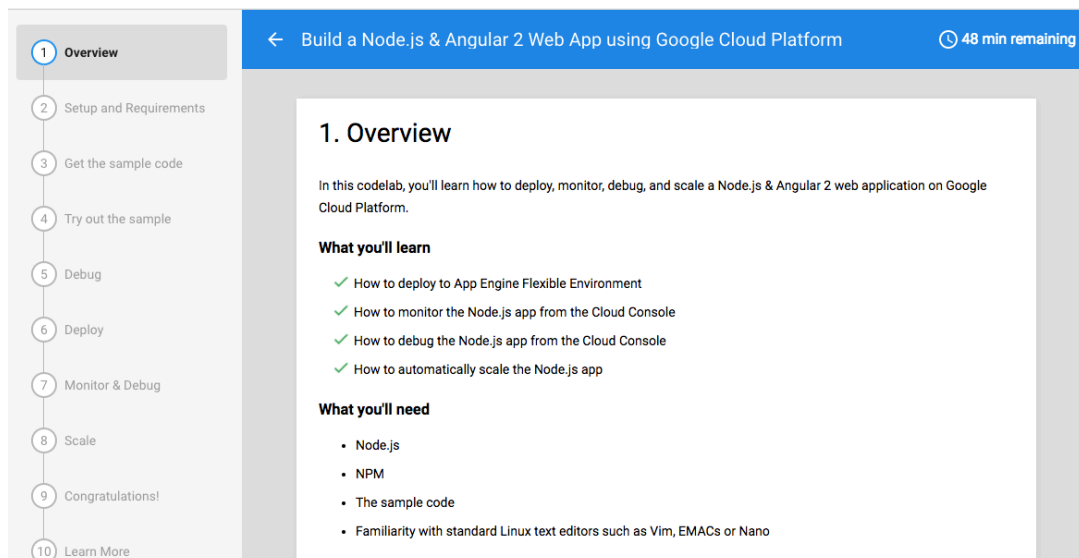 1 Overview
2 Setup and Requirements
3 Get the sample code
4 Try out the sample
5 Debug
6 Deploy
7 Monitor & Debug
8 Scale
9 Congratulations!
10 Learn More
Build a Node.js & Angular 2 Web App using Google Cloud Platform
48 min remaining
1. Overview
In this codelab, you'll learn how to deploy, monitor, debug, and scale a Node.js & Angular 2 web application on Google
Cloud Platform.
What you'll learn
How to deploy to App Engine Flexible Environment
How to monitor the Node.js app from the Cloud Console
How to debug the Node.js app from the Cloud Console
How to automatically scale the Node.js app
What you'll need
• Node.js
• NPM
• The sample code
• Familiarity with standard Linux text editors such as Vim, EMACs or Nano